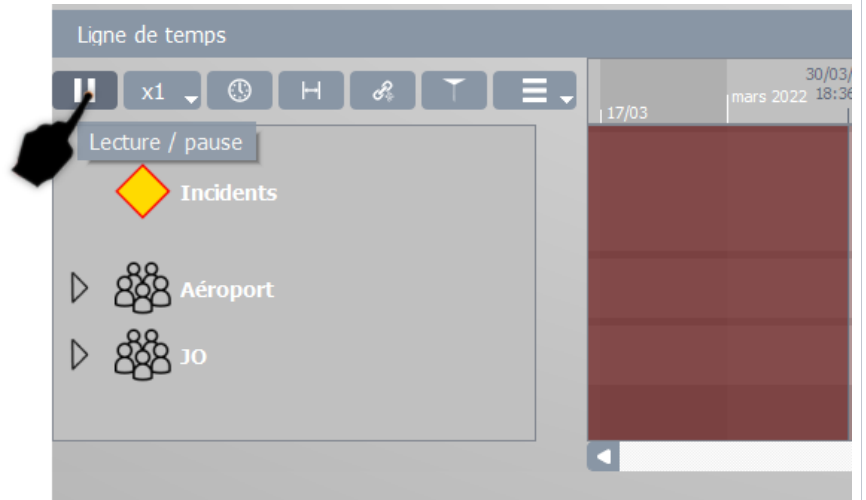 Ligne de temps
x1
30/03/
mars 2022 18:36
17/03
Lecture / pause
Incidents
Aéroport
JO